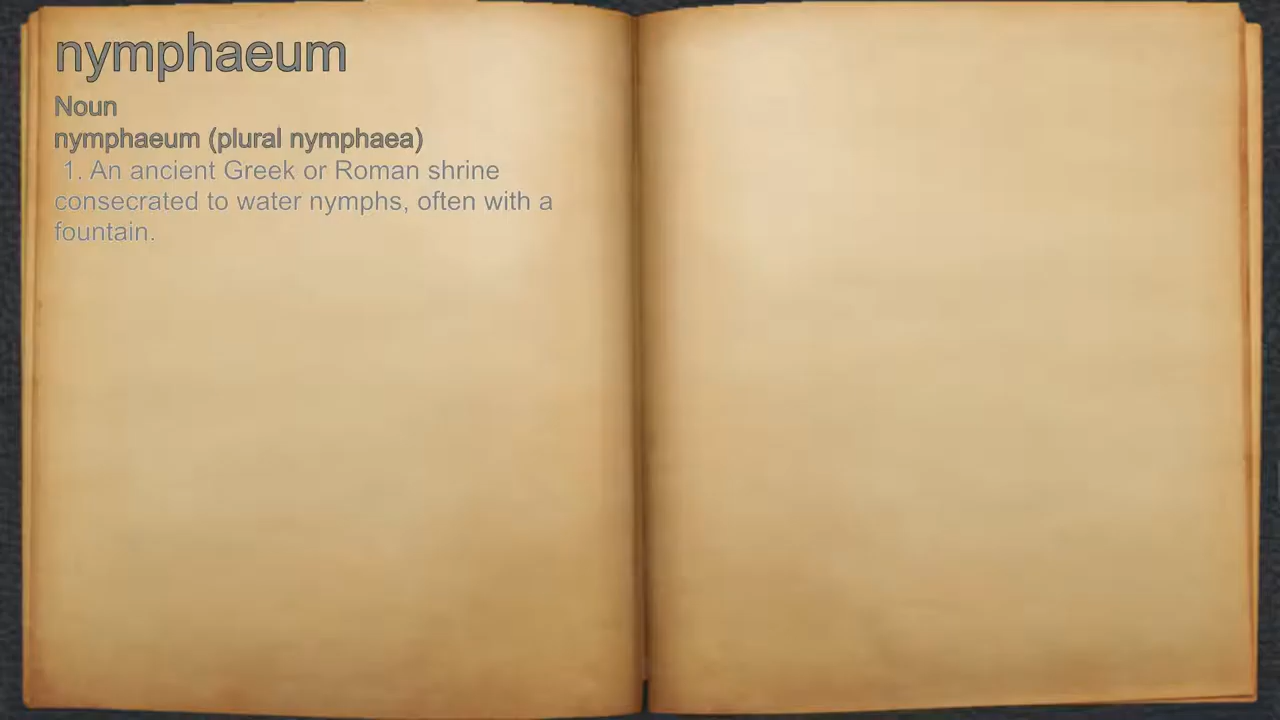 nymphaeum
Noun
nymphaeum (plural nymphaea)
1. An ancient Greek or Roman shrine
consecrated to water nymphs, often with a
fountain.